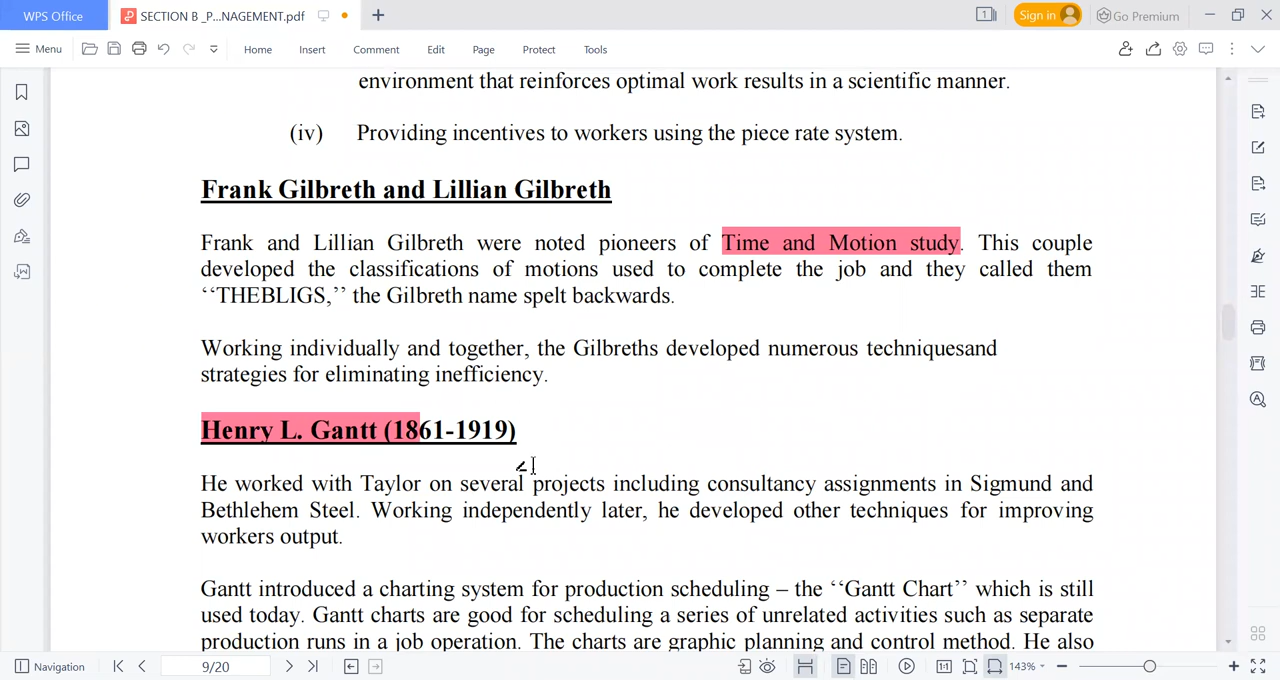 WPS Office
SECTION B _P...NAGEMENT.pdf
1
Sign in
Go Premium
Menu
Home
Insert
Comment
Edit
Page
Protect
Tools
environment that reinforces optimal work results in a scientific manner.
(iv) Providing incentives to workers using the piece rate system.
Frank Gilbreth and Lillian Gilbreth
Frank and Lillian Gilbreth were noted pioneers of Time and Motion study. This couple
developed the classifications of motions used to complete the job and they called them
‘‘THEBLIGS,’’ the Gilbreth name spelt backwards.
Working individually and together, the Gilbreths developed numerous techniquesand
strategies for eliminating inefficiency.
Henry L. Gantt (1861-1919)
He worked with Taylor on several projects including consultancy assignments in Sigmund and
Bethlehem Steel. Working independently later, he developed other techniques for improving
workers output.
Gantt introduced a charting system for production scheduling – the ‘‘Gantt Chart’’ which is still
used today. Gantt charts are good for scheduling a series of unrelated activities such as separate
production runs in a job operation. The charts are graphic planning and control method. He also
Navigation
9/20
1:1
143%